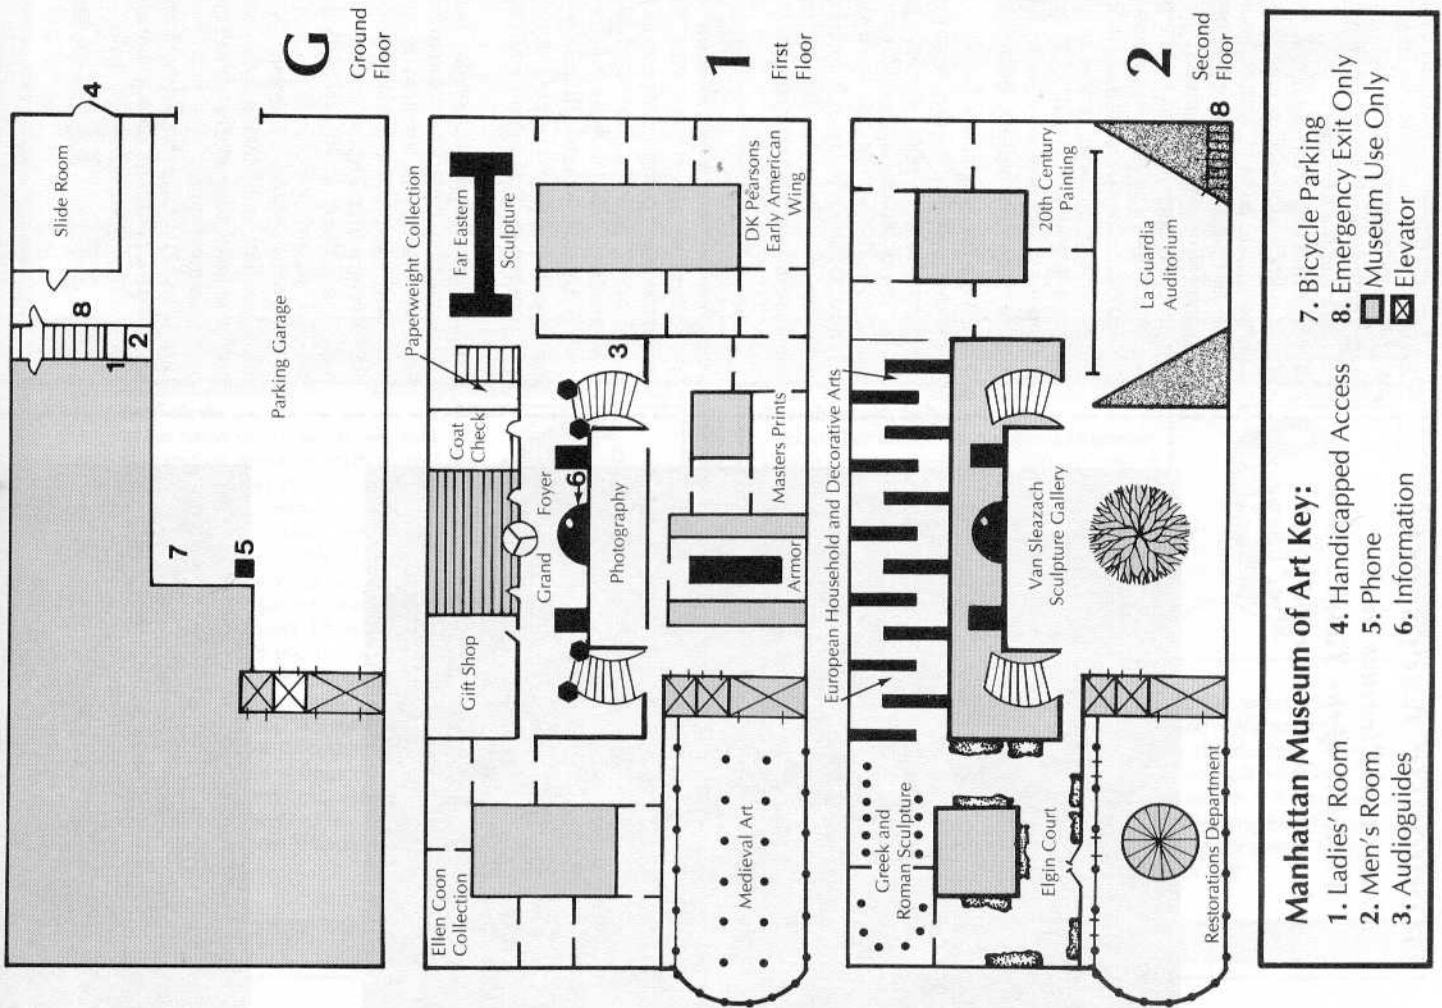 G
Ground
Floor
Slide Room
4
8
2
1
Parking Garage
7
5
1
First
Floor
Paperweight Collection
Far Eastern
Sculpture
DK Pearsons
Early American
Wing
Coat
Check
3
6
Grand Foyer
Photography
Masters Prints
Armor
Gift Shop
Ellen Coon
Collection
Medieval Art
2
Second
Floor
8
20th Century
Painting
La Guardia
Auditorium
European Household and Decorative Arts
Van Sleazach
Sculpture Gallery
Greek and
Roman Sculpture
Elgin Court
Restorations Department
Manhattan Museum of Art Key:
1. Ladies' Room
2. Men's Room
3. Audioguides
4. Handicapped Access
5. Phone
6. Information
7. Bicycle Parking
8. Emergency Exit Only
Museum Use Only
Elevator